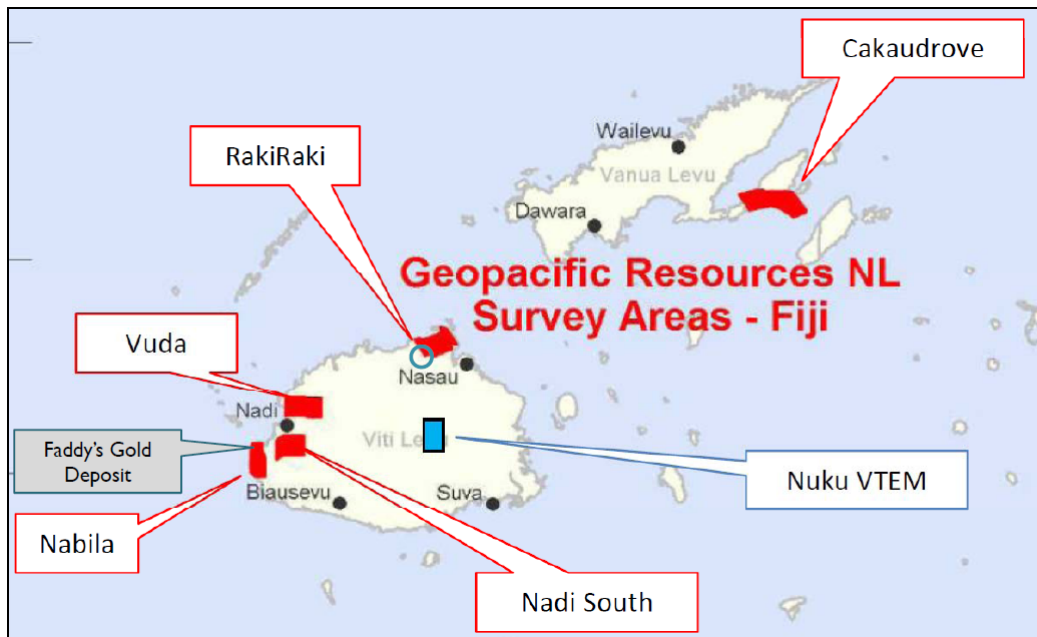 Cakaudrove
Wailevu
RakiRaki
Vanua Levu
Dawara
Geopacific Resources NL
Survey Areas - Fiji
Vuda
Nasau
Nadi
Faddy's Gold
Deposit
Viti Le
Nuku VTEM
Biausevu
Suva
Nabila
Nadi South